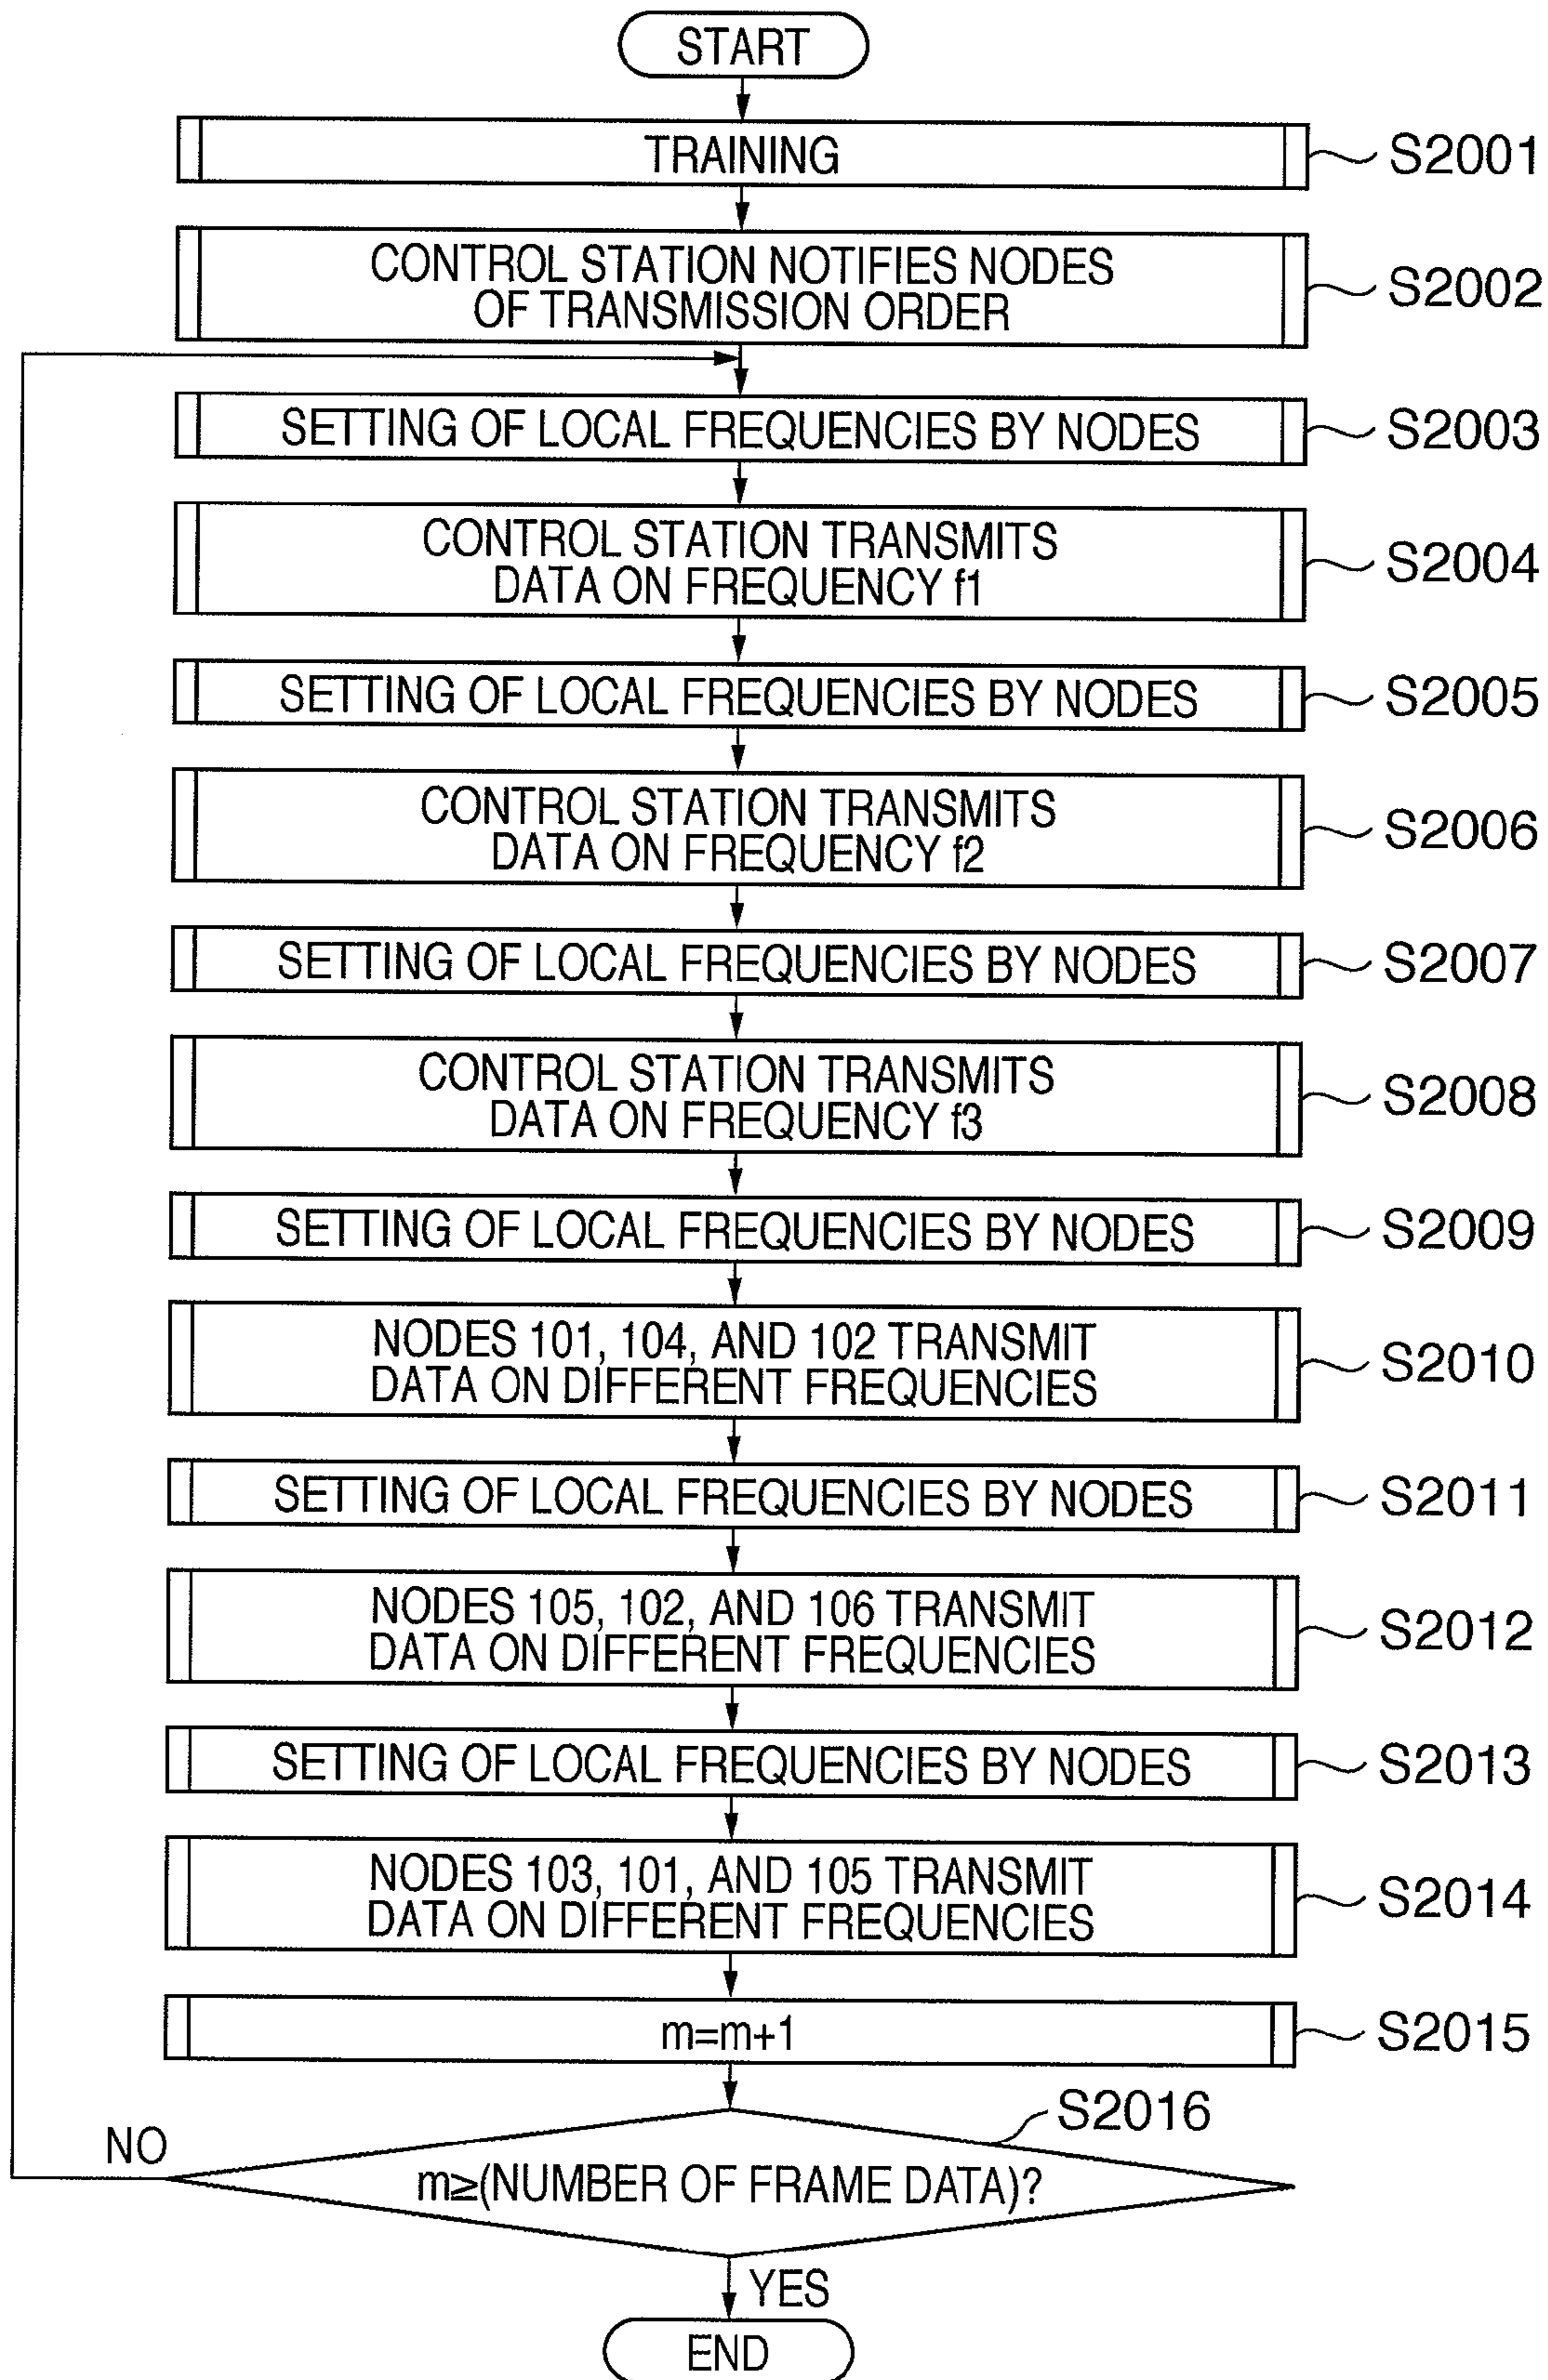 START
TRAINING
S2001
CONTROL STATION NOTIFIES NODES
OF TRANSMISSION ORDER
S2002
SETTING OF LOCAL FREQUENCIES BY NODES
S2003
CONTROL STATION TRANSMITS
DATA ON FREQUENCY f1
S2004
SETTING OF LOCAL FREQUENCIES BY NODES
S2005
CONTROL STATION TRANSMITS
DATA ON FREQUENCY f2
S2006
SETTING OF LOCAL FREQUENCIES BY NODES
S2007
CONTROL STATION TRANSMITS
DATA ON FREQUENCY f3
S2008
SETTING OF LOCAL FREQUENCIES BY NODES
S2009
NODES 101, 104, AND 102 TRANSMIT
DATA ON DIFFERENT FREQUENCIES
S2010
SETTING OF LOCAL FREQUENCIES BY NODES
S2011
NODES 105, 102, AND 106 TRANSMIT
DATA ON DIFFERENT FREQUENCIES
S2012
SETTING OF LOCAL FREQUENCIES BY NODES
S2013
NODES 103, 101, AND 105 TRANSMIT
DATA ON DIFFERENT FREQUENCIES
S2014
m=m+1
S2015
S2016
NO
m≥(NUMBER OF FRAME DATA)?
YES
END